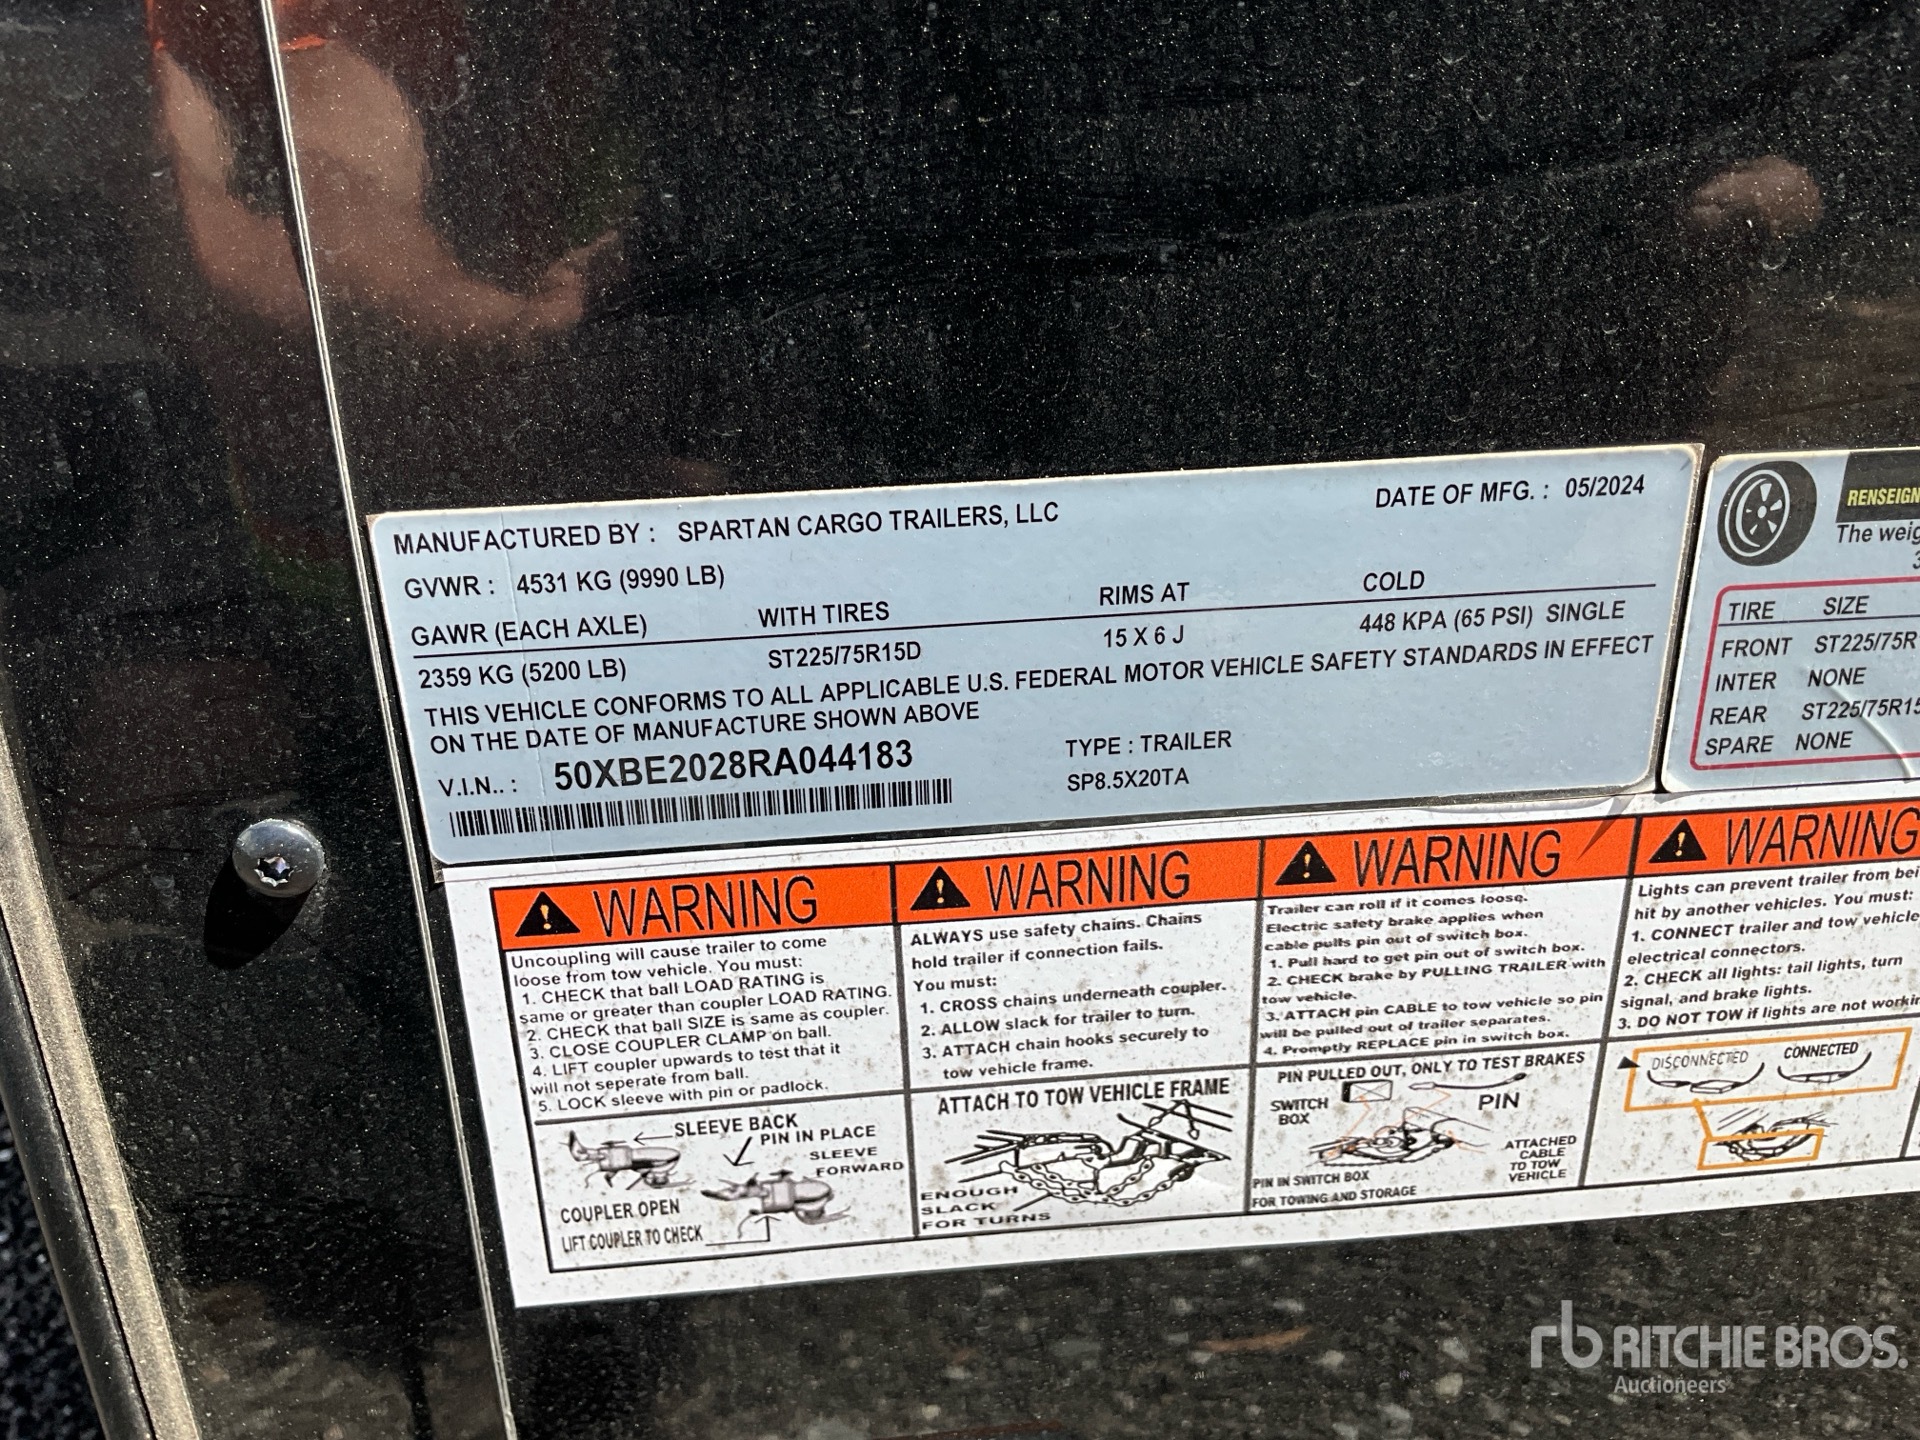 MANUFACTURED BY : SPARTAN CARGO TRAILERS, LLC DATE OF MFG. : 05/2024
GVWR : 4531 KG (9990 LB)
GAWR (EACH AXLE) WITH TIRES RIMS AT COLD
2359 KG (5200 LB) ST225/75R15D 15 X 6 J 448 KPA (65 PSI) SINGLE
THIS VEHICLE CONFORMS TO ALL APPLICABLE U.S. FEDERAL MOTOR VEHICLE SAFETY STANDARDS IN EFFECT
ON THE DATE OF MANUFACTURE SHOWN ABOVE
V.I.N.. : 50XBE2028RA044183
TYPE : TRAILER
SP8.5X20TA
RENSEIGN
The weig
TIRE SIZE
FRONT ST225/75R
INTER NONE
REAR ST225/75R15
SPARE NONE
WARNING
Uncoupling will cause trailer to come
loose from tow vehicle. You must:
1. CHECK that ball LOAD RATING is
same or greater than coupler LOAD RATING.
2. CHECK that ball SIZE is same as coupler.
3. CLOSE COUPLER CLAMP on ball.
4. LIFT coupler upwards to test that it
will not seperate from ball.
5. LOCK sleeve with pin or padlock.
SLEEVE BACK
PIN IN PLACE
SLEEVE
FORWARD
COUPLER OPEN
LIFT COUPLER TO CHECK
WARNING
ALWAYS use safety chains. Chains
hold trailer if connection fails.
You must:
1. CROSS chains underneath coupler.
2. ALLOW slack for trailer to turn.
3. ATTACH chain hooks securely to
tow vehicle frame.
ATTACH TO TOW VEHICLE FRAME
ENOUGH
SLACK
FOR TURNS
WARNING
Trailer can roll if it comes loose.
Electric safety brake applies when
cable pulls pin out of switch box.
1. Pull hard to get pin out of switch box.
2. CHECK brake by PULLING TRAILER with
tow vehicle.
3. ATTACH pin CABLE to tow vehicle so pin
will be pulled out of trailer separates.
4. Promptly REPLACE pin in switch box.
PIN PULLED OUT, ONLY TO TEST BRAKES
SWITCH
BOX
PIN
ATTACHED
CABLE
TO TOW
VEHICLE
PIN IN SWITCH BOX
FOR TOWING AND STORAGE
WARNING
Lights can prevent trailer from bei
hit by another vehicles. You must:
1. CONNECT trailer and tow vehicle
electrical connectors.
2. CHECK all lights: tail lights, turn
signal, and brake lights.
3. DO NOT TOW if lights are not workin
DISCONNECTED CONNECTED
rb RITCHIE BROS.
Auctioneers